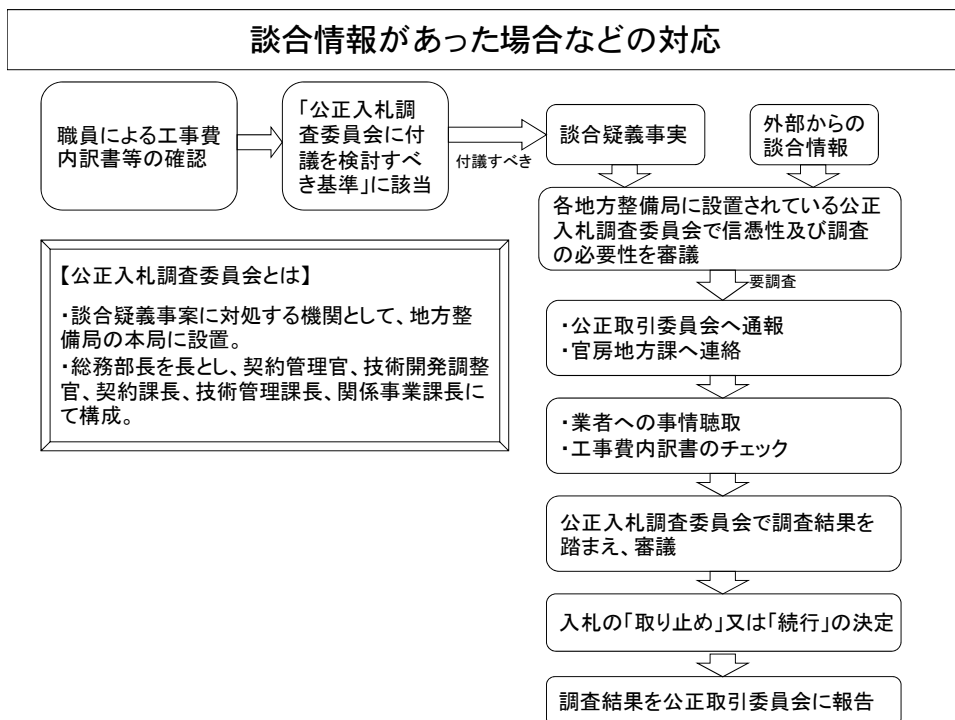 談合情報があった場合などの対応
職員による工事費
内訳書等の確認
「公正入札調
査委員会に付
議を検討すべ
き基準」に該当
付議すべき
談合疑義事実
外部からの
談合情報
各地方整備局に設置されている公正
入札調査委員会で信憑性及び調査
の必要性を審議
要調査
・公正取引委員会へ通報
・官房地方課へ連絡
・業者への事情聴取
・工事費内訳書のチェック
公正入札調査委員会で調査結果を
踏まえ、審議
入札の「取り止め」又は「続行」の決定
調査結果を公正取引委員会に報告
【公正入札調査委員会とは】
・談合疑義事案に対処する機関として、地方整
備局の本局に設置。
・総務部長を長とし、契約管理官、技術開発調整
官、契約課長、技術管理課長、関係事業課長に
て構成。